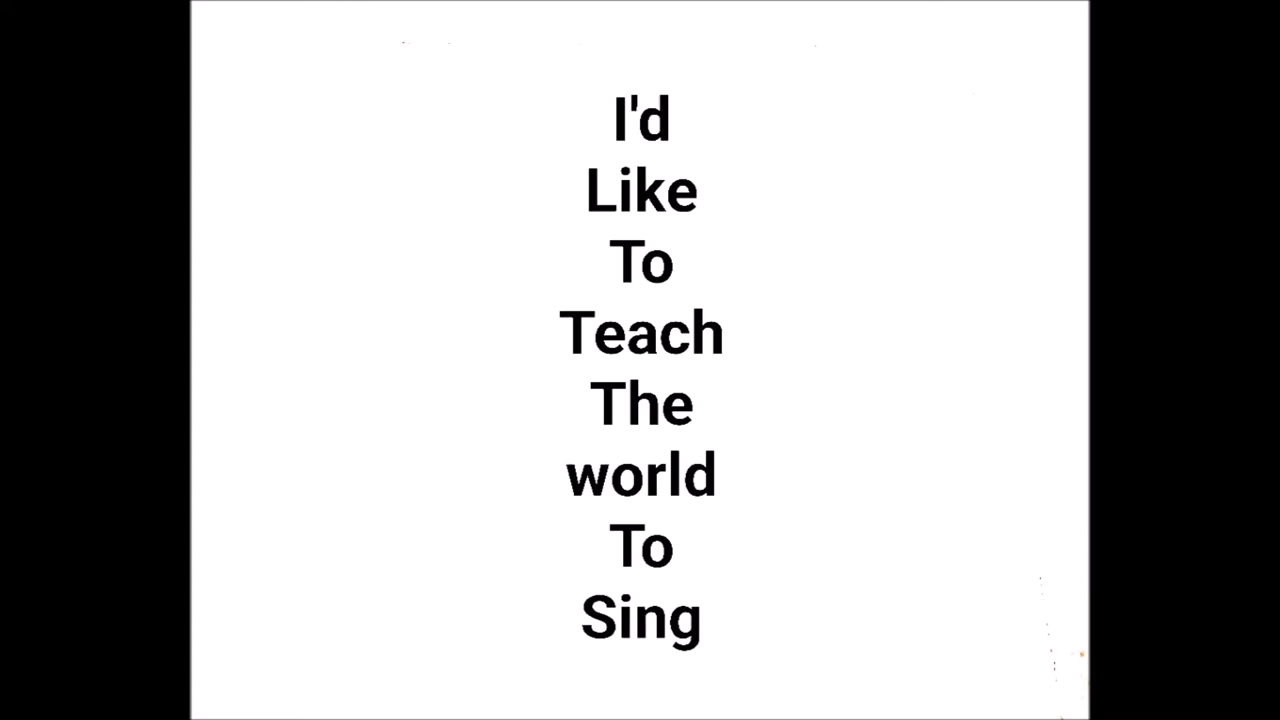 I'd
Like
To
Teach
The
world
To
Sing